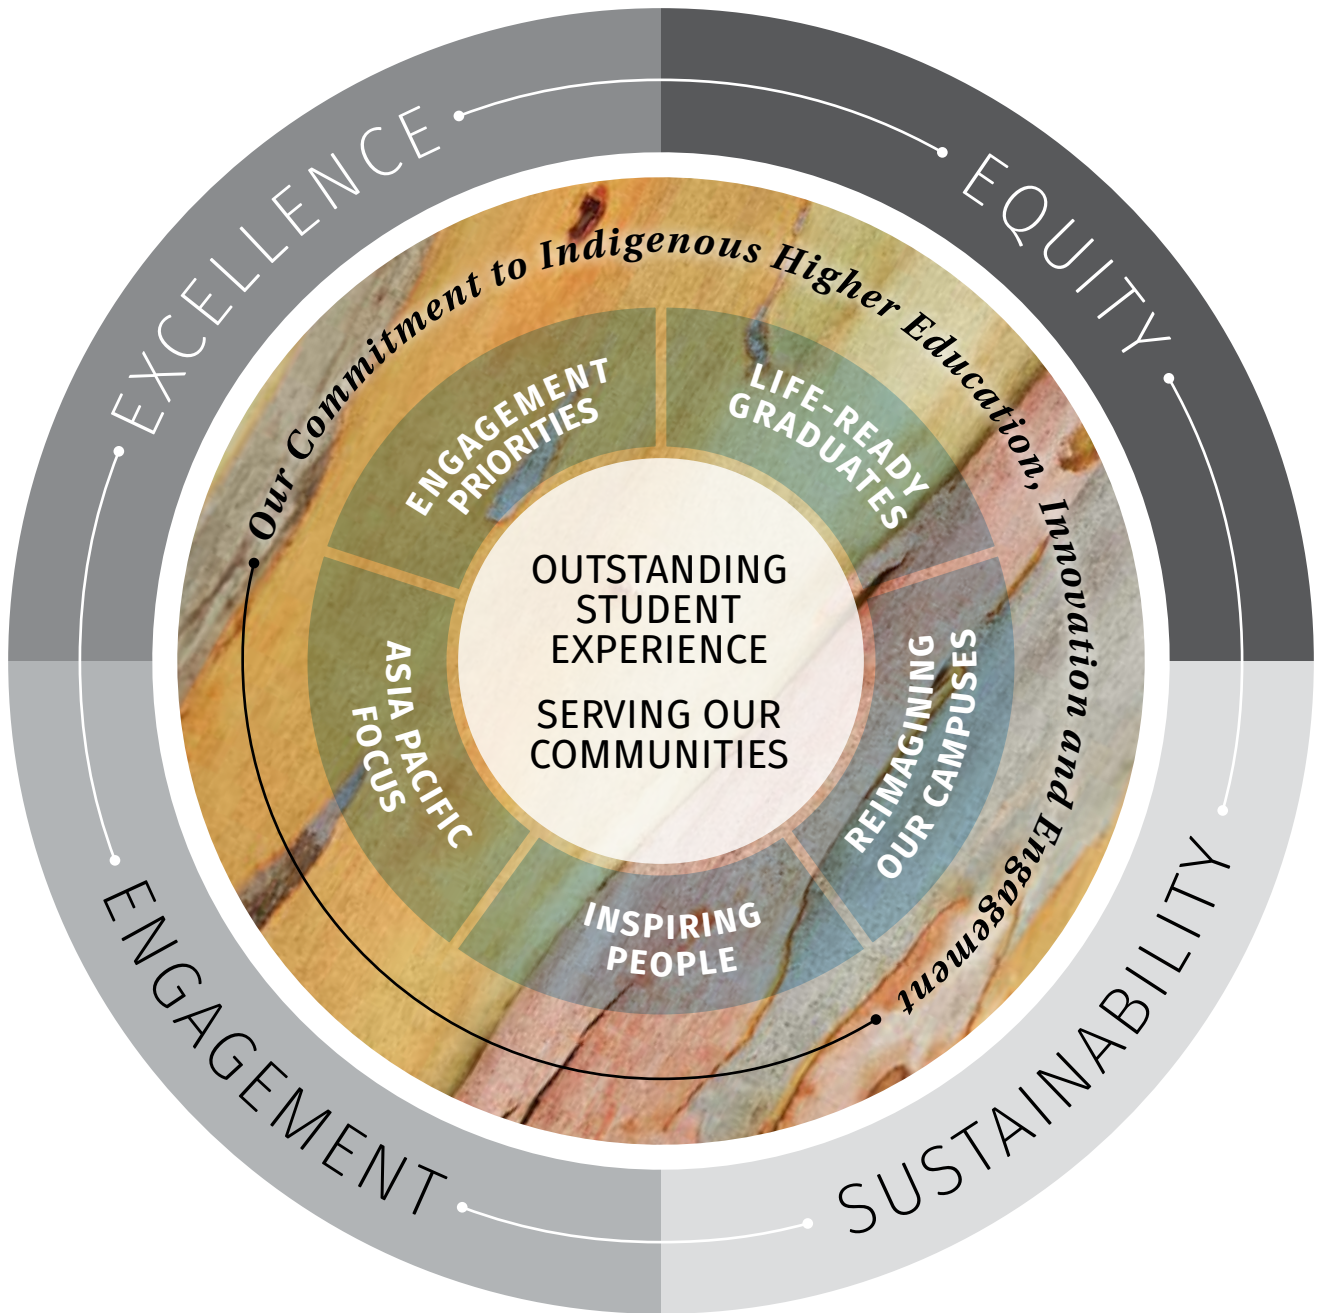 EXCELLENCE
EQUITY
Our Commitment to Indigenous Higher Education, Innovation and Engagement
ENGAGEMENT
PRIORITIES
LIFE-READY
GRADUATES
OUTSTANDING
STUDENT
EXPERIENCE
SERVING OUR
COMMUNITIES
ASIA PACIFIC
FOCUS
REIMAGINING
OUR CAMPUSES
INSPIRING
PEOPLE
ENGAGEMENT
SUSTAINABILITY